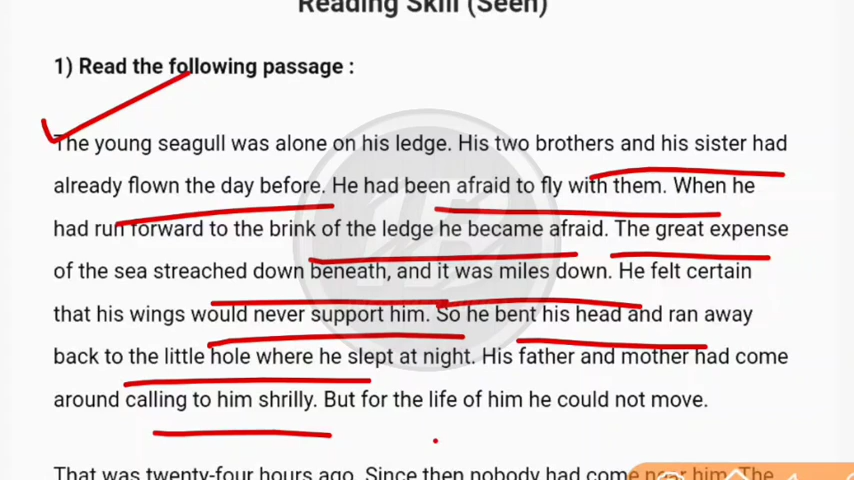 Reading Skill (Seen)
1) Read the following passage :
The young seagull was alone on his ledge. His two brothers and his sister had
already flown the day before. He had been afraid to fly with them. When he
had run forward to the brink of the ledge he became afraid. The great expense
of the sea streached down beneath, and it was miles down. He felt certain
that his wings would never support him. So he bent his head and ran away
back to the little hole where he slept at night. His father and mother had come
around calling to him shrilly. But for the life of him he could not move.
That was twenty-four hours ago. Since then nobody had come near him. The